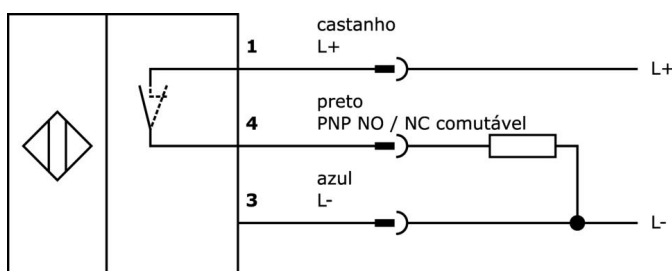 castanho
1 L+
L+
preto
4 PNP NO / NC comutável
azul
3 L-
L-